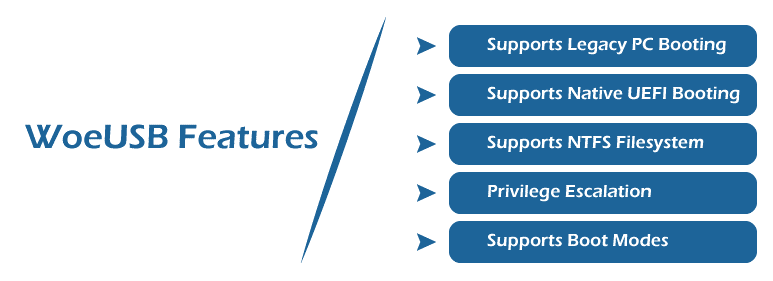 WoeUSB Features
Supports Legacy PC Booting
Supports Native UEFI Booting
Supports NTFS Filesystem
Privilege Escalation
Supports Boot Modes